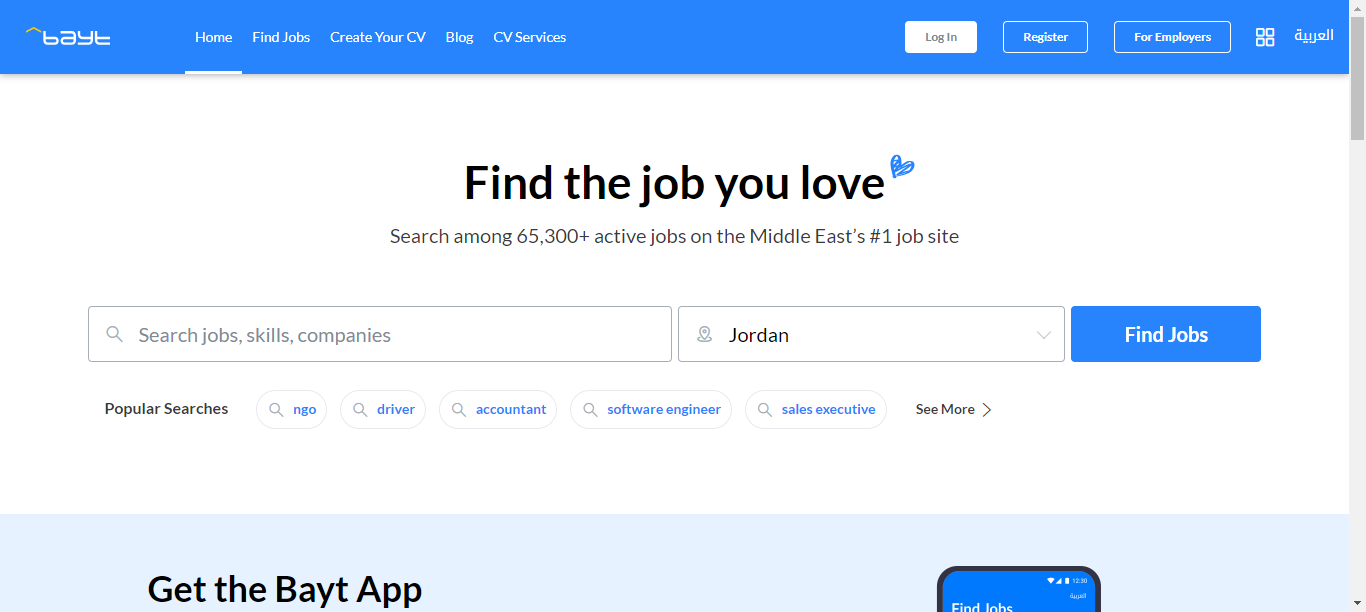 bayt
Home Find Jobs Create Your CV Blog CV Services Log In Register For Employers العربية
Find the job you love
Search among 65,300+ active jobs on the Middle East’s #1 job site
Search jobs, skills, companies Jordan Find Jobs
Popular Searches ngo driver accountant software engineer sales executive See More
Get the Bayt App
12:30
العربية
Find Jobs